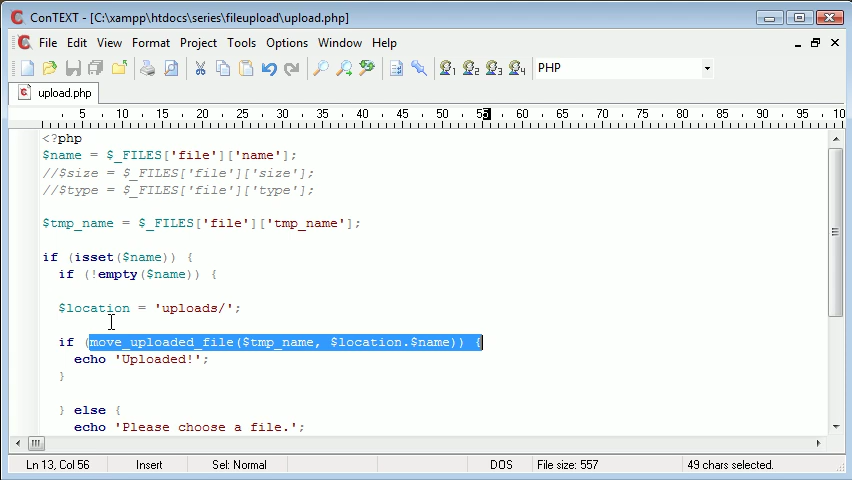 ConTEXT - [C:\xampp\htdocs\series\fileupload\upload.php]
File Edit View Format Project Tools Options Window Help
1 2 3 4 PHP
upload.php
5 10 15 20 25 30 35 40 45 50 55 60 65 70 75 80 85 90 95 10
<?php
$name = $_FILES['file']['name'];
//$size = $_FILES['file']['size'];
//$type = $_FILES['file']['type'];
$tmp_name = $_FILES['file']['tmp_name'];
if (isset($name)) {
if (!empty($name)) {
$location = 'uploads/';
if (move_uploaded_file($tmp_name, $location.$name)) {
echo 'Uploaded!';
}
} else {
echo 'Please choose a file.';
Ln 13, Col 56 Insert Sel: Normal DOS File size: 557 49 chars selected.